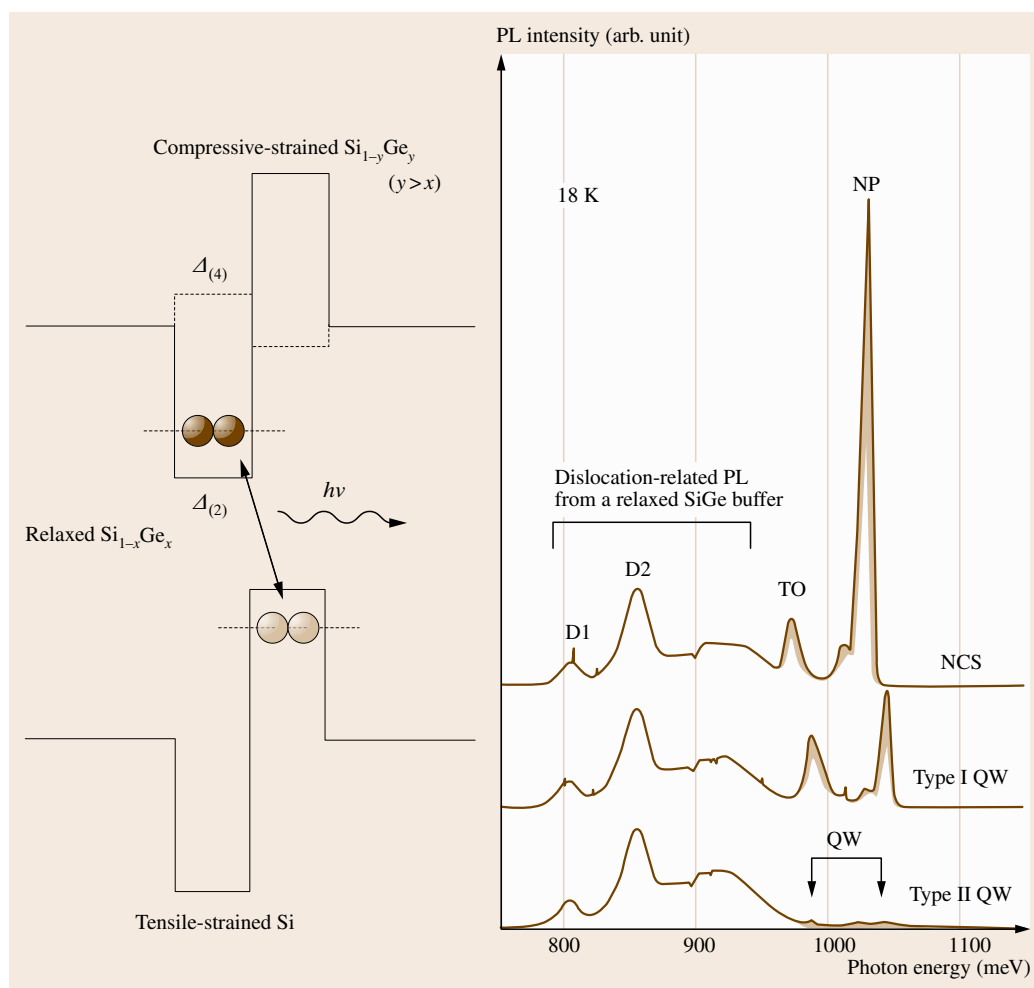 Compressive-strained Si₁₋yGey
(y > x)
Δ(4)
Δ(2)
hν
Relaxed Si₁₋ₓGeₓ
Tensile-strained Si
PL intensity (arb. unit)
18 K
NP
Dislocation-related PL
from a relaxed SiGe buffer
D2
TO
D1
NCS
Type I QW
QW
Type II QW
800
900
1000
1100
Photon energy (meV)